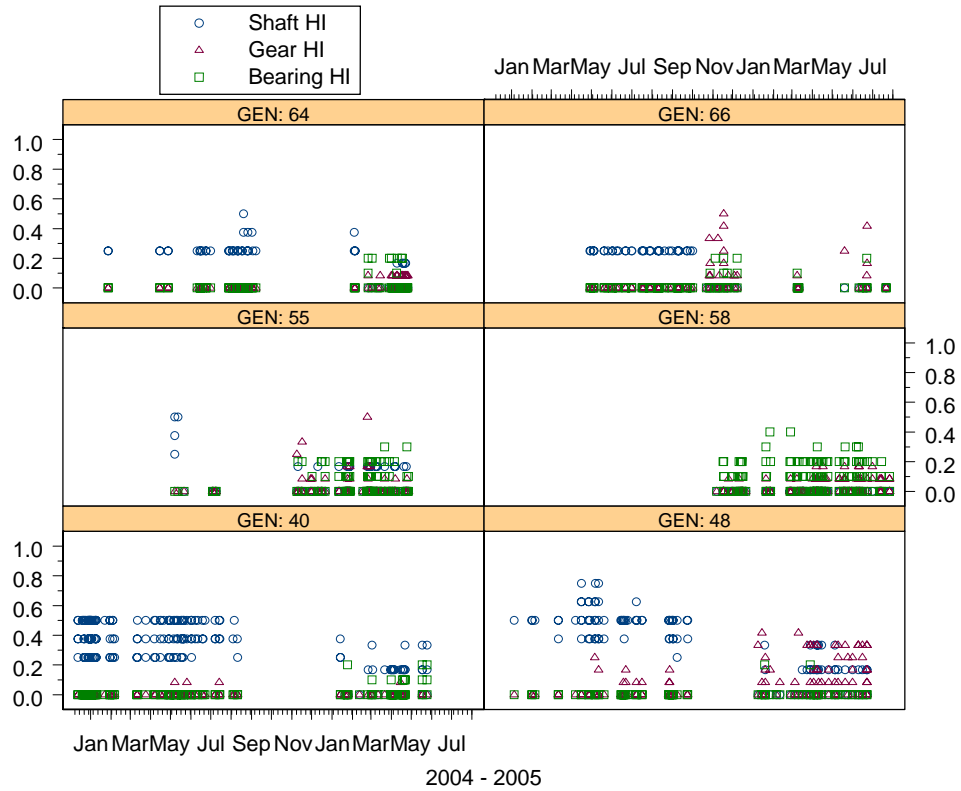 Shaft HI
Gear HI
Bearing HI
Jan Mar May Jul Sep Nov Jan Mar May Jul
GEN: 64 GEN: 66
1.0
0.8
0.6
0.4
0.2
0.0
GEN: 55 GEN: 58
1.0
0.8
0.6
0.4
0.2
0.0
GEN: 40 GEN: 48
1.0
0.8
0.6
0.4
0.2
0.0
Jan Mar May Jul Sep Nov Jan Mar May Jul
2004 - 2005